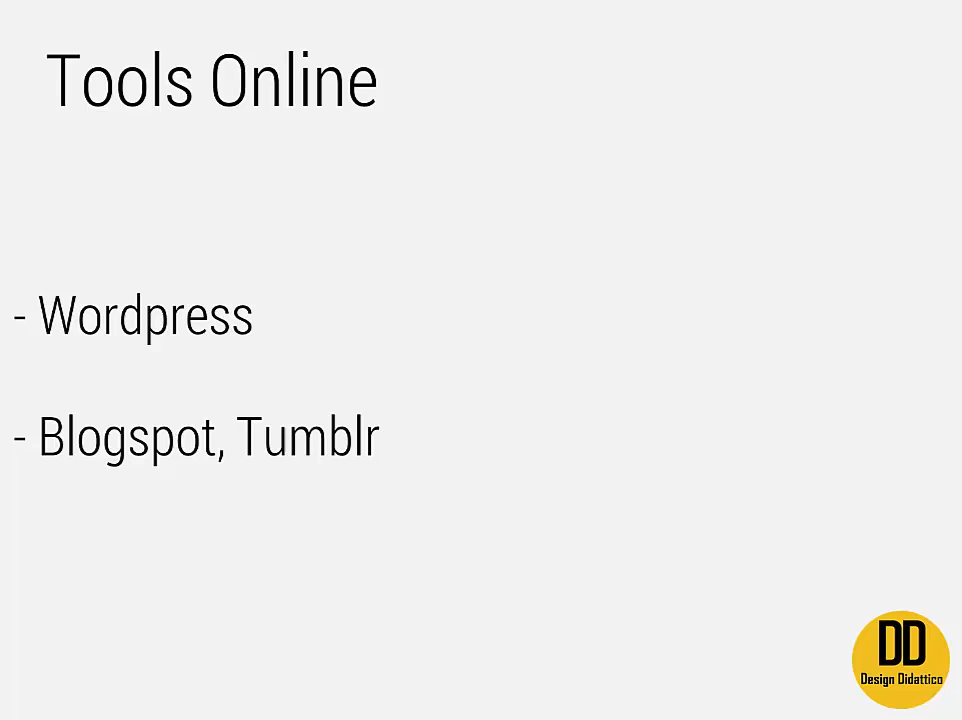 Tools Online
- Wordpress
- Blogspot, Tumblr
DD
Design Didattico